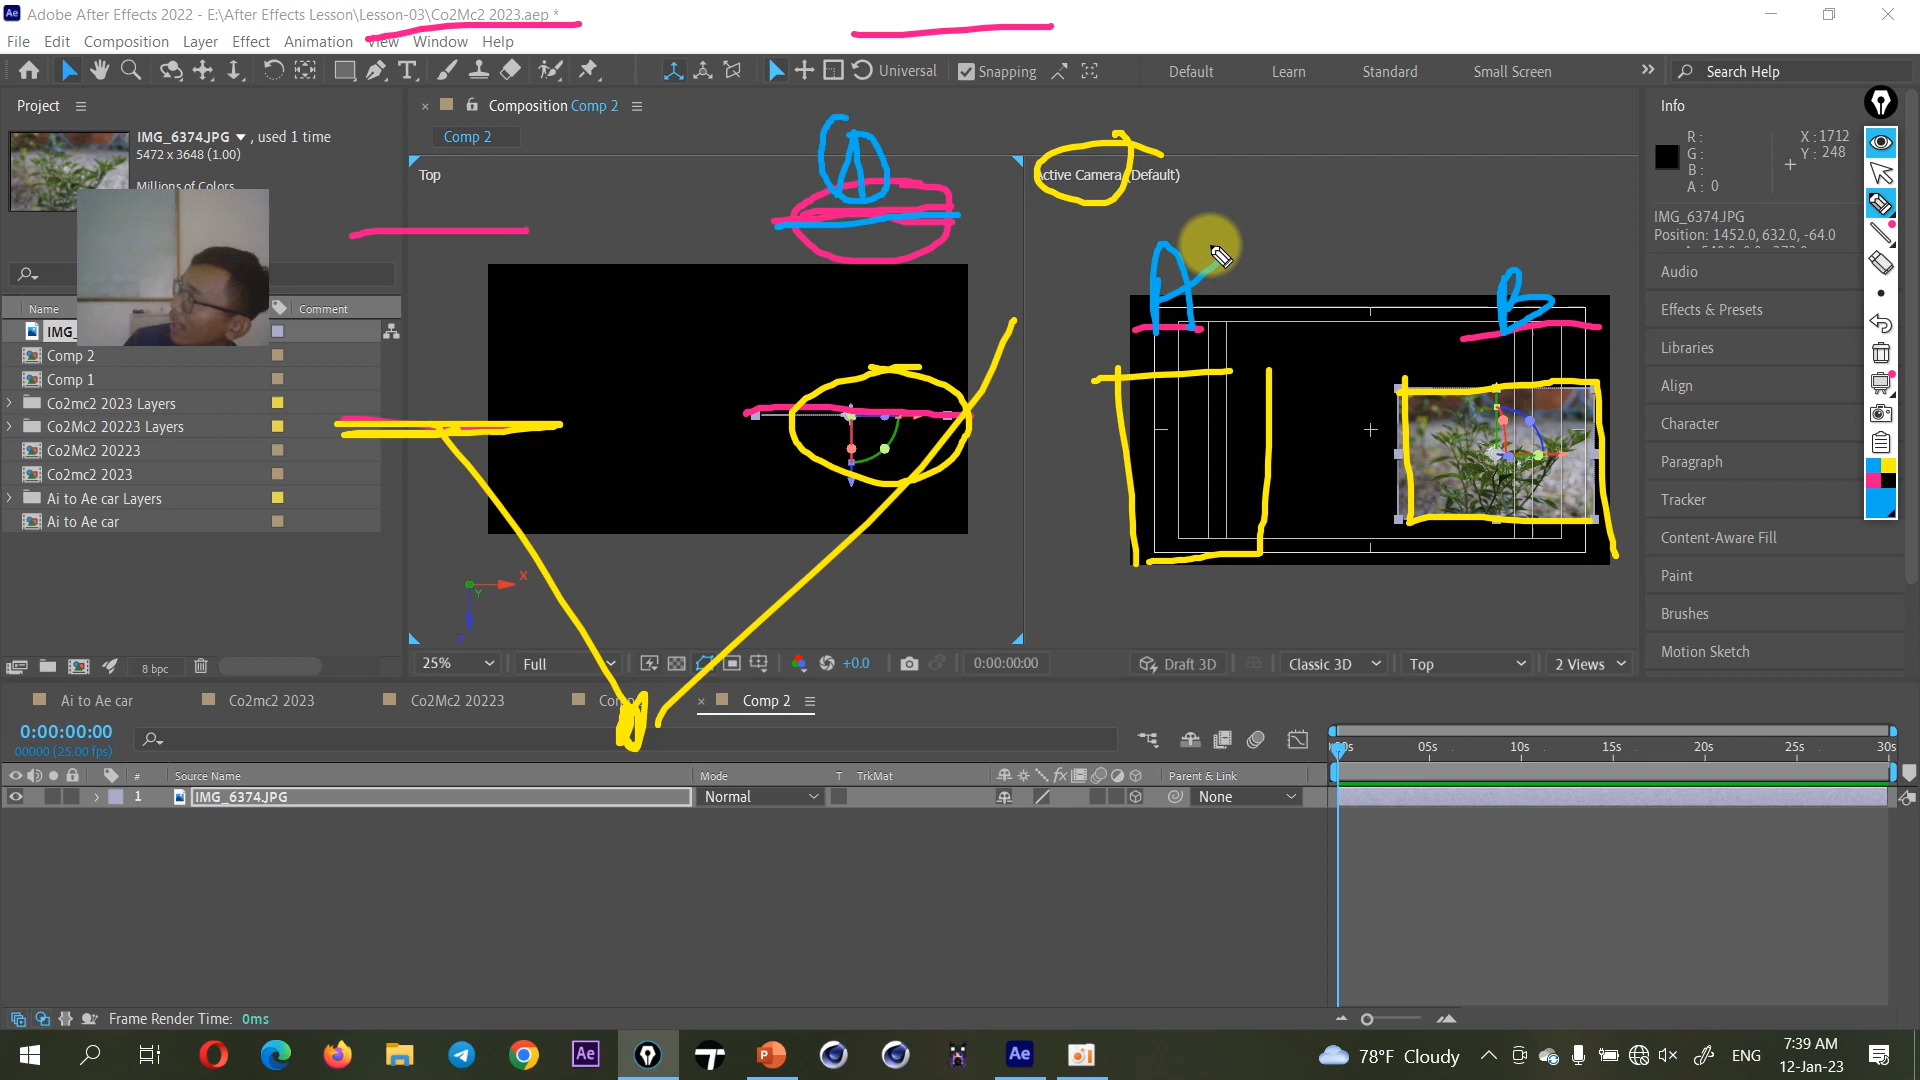 Adobe After Effects 2022 - E:\After Effects Lesson\Lesson-03\Co2Mc2 2023.aep *
File Edit Composition Layer Effect Animation View Window Help
Universal Snapping Default Learn Standard Small Screen Search Help
Project
Composition Comp 2
Info
IMG_6374.JPG , used 1 time
5472 x 3648 (1.00)
Millions of Colors
Comp 2
R :
G :
B :
A : 0
X : 1712
Y : 248
Top
Active Camera (Default)
IMG_6374.JPG
Position: 1452.0, 632.0, -64.0
A
B
Audio
Effects & Presets
Libraries
Align
Character
Paragraph
Tracker
Content-Aware Fill
Paint
Brushes
Motion Sketch
Name Comment
IMG_
Comp 2
Comp 1
Co2mc2 2023 Layers
Co2Mc2 20223 Layers
Co2Mc2 20223
Co2mc2 2023
Ai to Ae car Layers
Ai to Ae car
X
Y
Z
8 bpc
25% Full +0.0 0:00:00:00 Draft 3D Classic 3D Top 2 Views
Ai to Ae car Co2mc2 2023 Co2Mc2 20223 Comp 2
0:00:00:00
00000 (25.00 fps)
05s 10s 15s 20s 25s 30s
# Source Name Mode T TrkMat fx Parent & Link
1 IMG_6374.JPG Normal None
Frame Render Time: 0ms
Ae Ae
78°F Cloudy ENG
7:39 AM
12-Jan-23